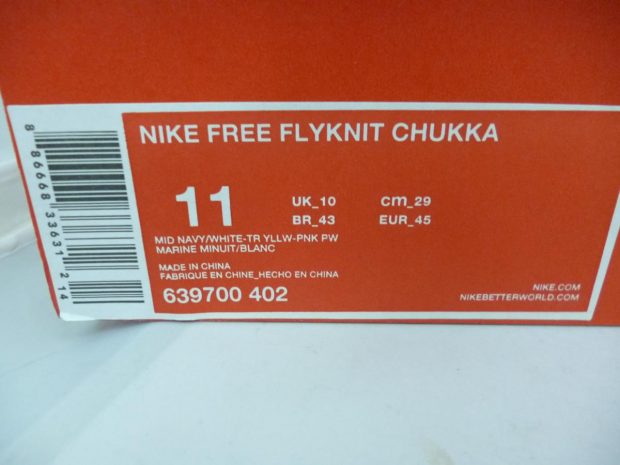 NIKE FREE FLYKNIT CHUKKA
11
UK_10 cm_29
BR_43 EUR_45
MID NAVY/WHITE-TR YLLW-PNK PW
MARINE MINUIT/BLANC
MADE IN CHINA
FABRIQUE EN CHINE_HECHO EN CHINA
639700 402
NIKE.COM
NIKEBETTERWORLD.COM
8 86668 33631 2 14